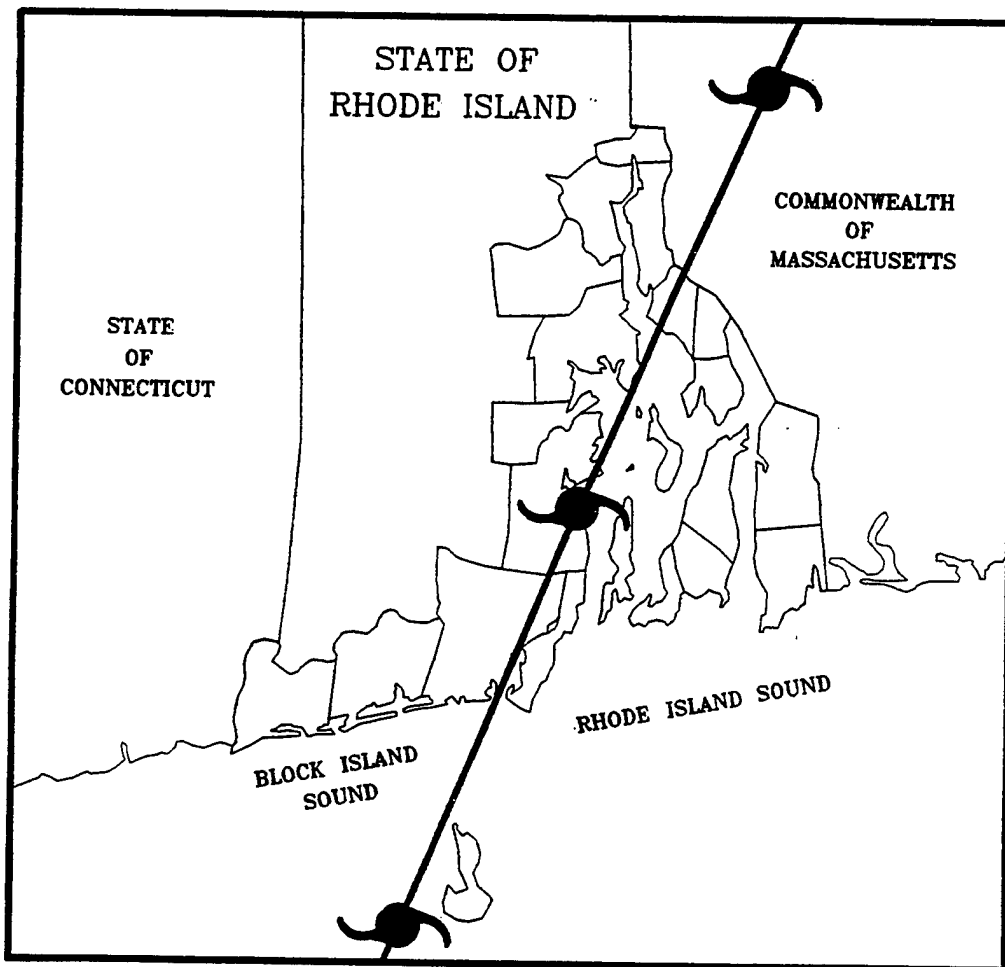 STATE OF
RHODE ISLAND
COMMONWEALTH
OF
MASSACHUSETTS
STATE
OF
CONNECTICUT
RHODE ISLAND SOUND
BLOCK ISLAND
SOUND